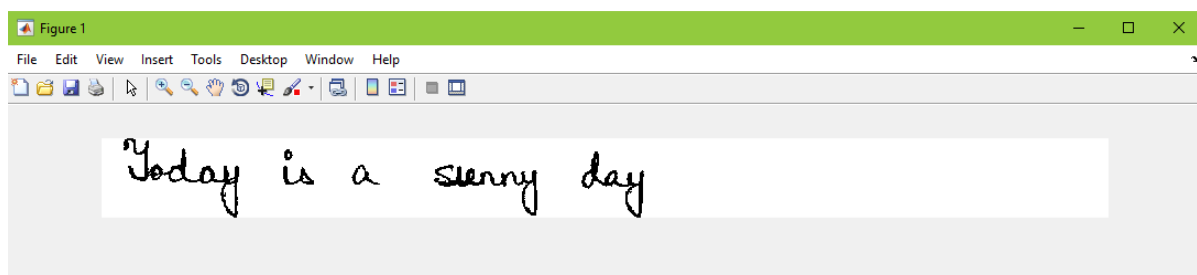 Figure 1
File Edit View Insert Tools Desktop Window Help
Today is a sunny day